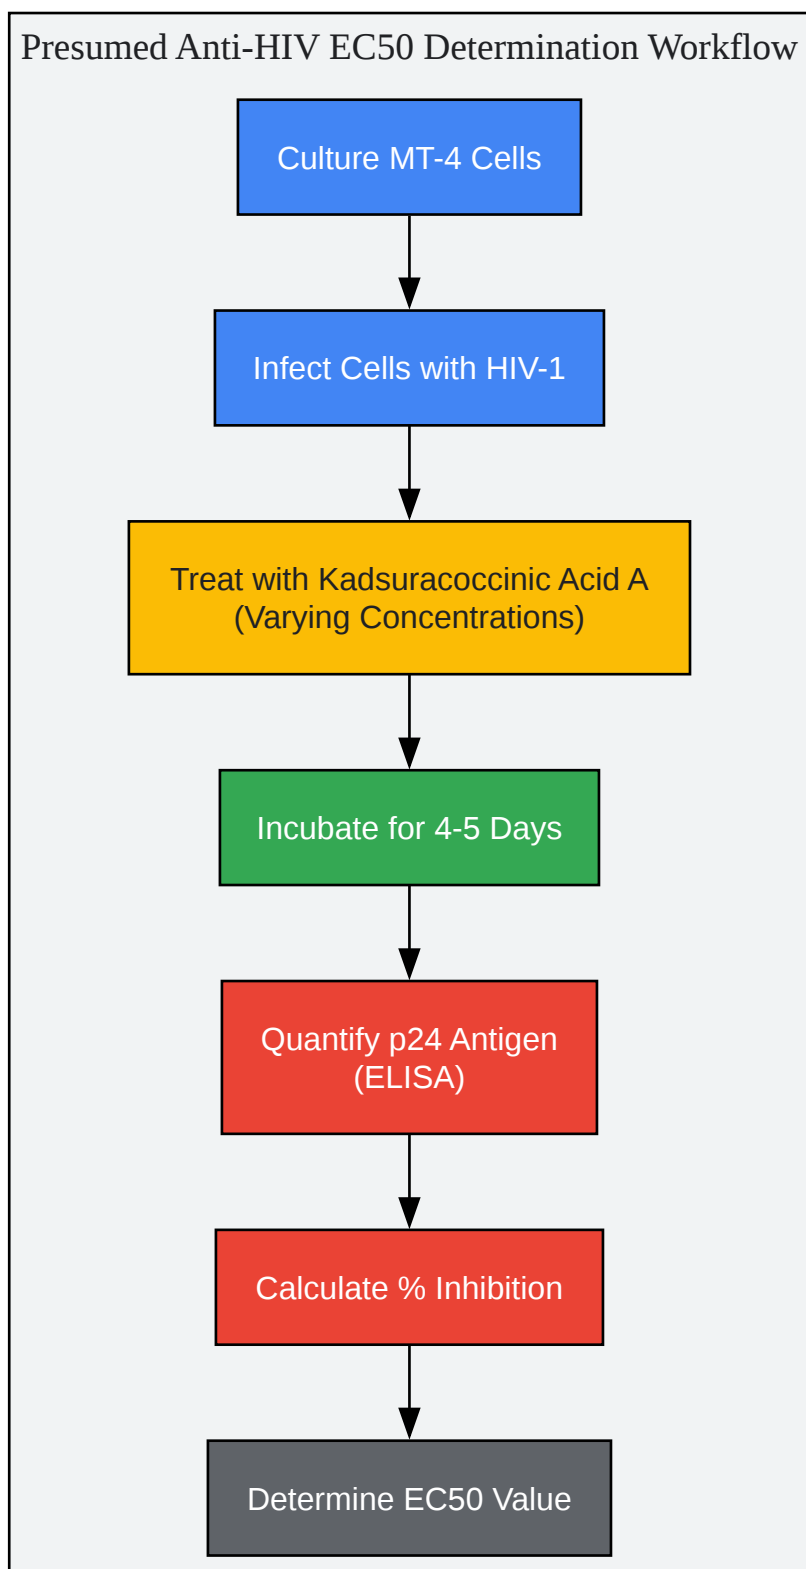 Presumed Anti-HIV EC50 Determination Workflow
Culture MT-4 Cells
Infect Cells with HIV-1
Treat with Kadsuracoccinic Acid A
(Varying Concentrations)
Incubate for 4-5 Days
Quantify p24 Antigen
(ELISA)
Calculate % Inhibition
Determine EC50 Value